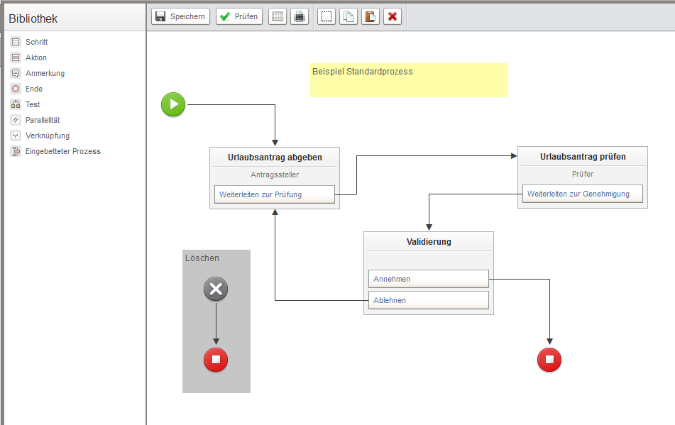 Bibliothek
Speichern
Prüfen
Schritt
Aktion
Anmerkung
Ende
Test
Parallelität
Verknüpfung
Eingebetteter Prozess
Beispiel Standardprozess
Urlaubsantrag abgeben
Antragssteller
Weiterleiten zur Prüfung
Urlaubsantrag prüfen
Prüfer
Weiterleiten zur Genehmigung
Validierung
Annehmen
Ablehnen
Löschen